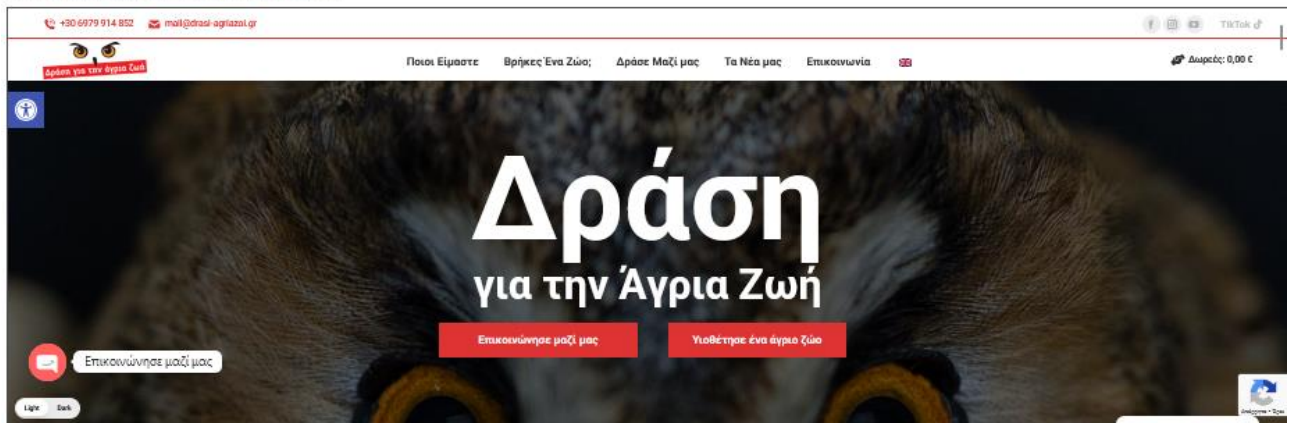 +30 6979 914 852 mail@drasi-agriazoi.gr TikTok
Δράση για την άγρια ζωή
Ποιοι Είμαστε Βρήκες Ένα Ζώο; Δράσε Μαζί μας Τα Νέα μας Επικοινωνία Δωρεές: 0,00 €
Δράση
για την Άγρια Ζωή
Επικοινώνησε μαζί μας Υιοθέτησε ένα άγριο ζώο
Επικοινώνησε μαζί μας
Light Dark